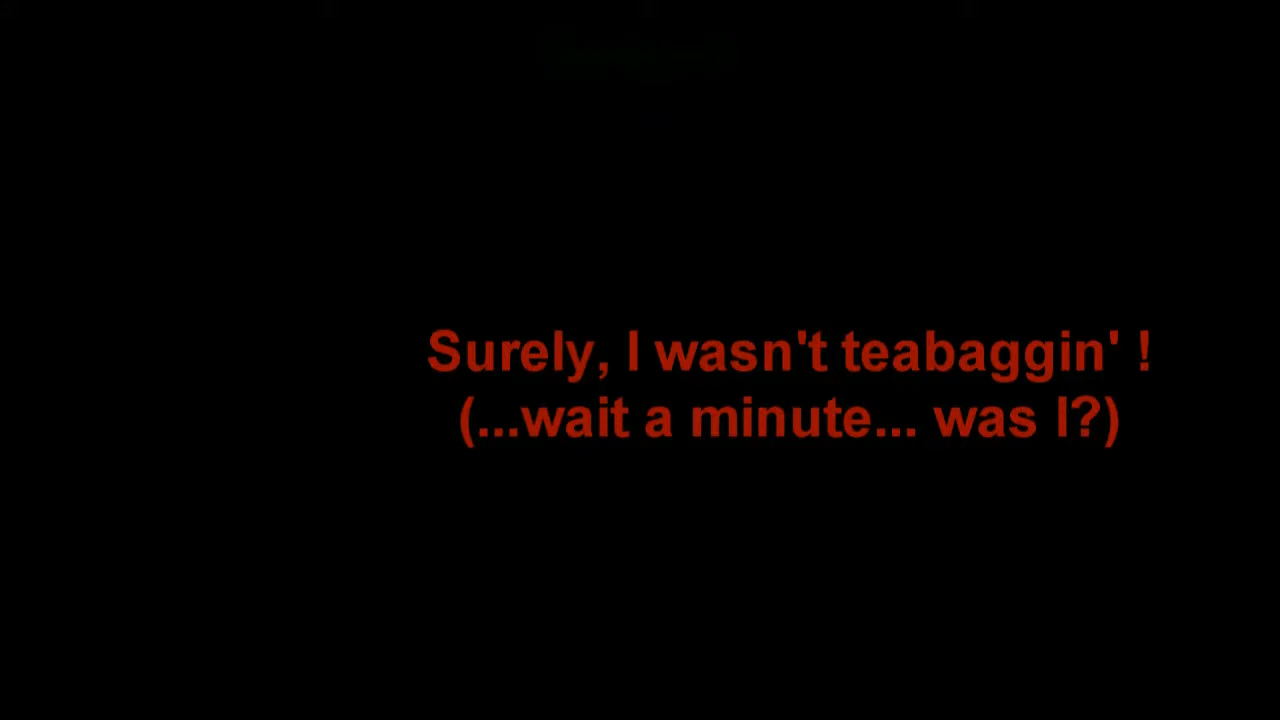 Surely, I wasn't teabaggin' !
(...wait a minute... was I?)